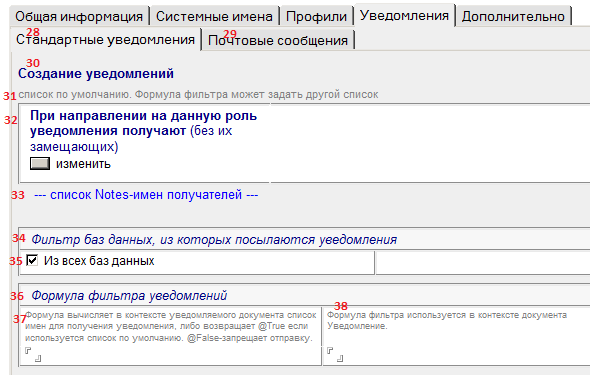 Общая информация Системные имена Профили Уведомления Дополнительно
28 29
Стандартные уведомления Почтовые сообщения
30
Создание уведомлений
31 список по умолчанию. Формула фильтра может задать другой список
32 При направлении на данную роль
уведомления получают (без их
замещающих)
изменить
33 --- список Notes-имен получателей ---
34 Фильтр баз данных, из которых посылаются уведомления
35 Из всех баз данных
36 Формула фильтра уведомлений
38
37 Формула вычисляет в контексте уведомляемого документа список
имен для получения уведомления, либо возвращает @True если
используется список по умолчанию. @False-запрещает отправку.
Формула фильтра используется в контексте документа
Уведомление.